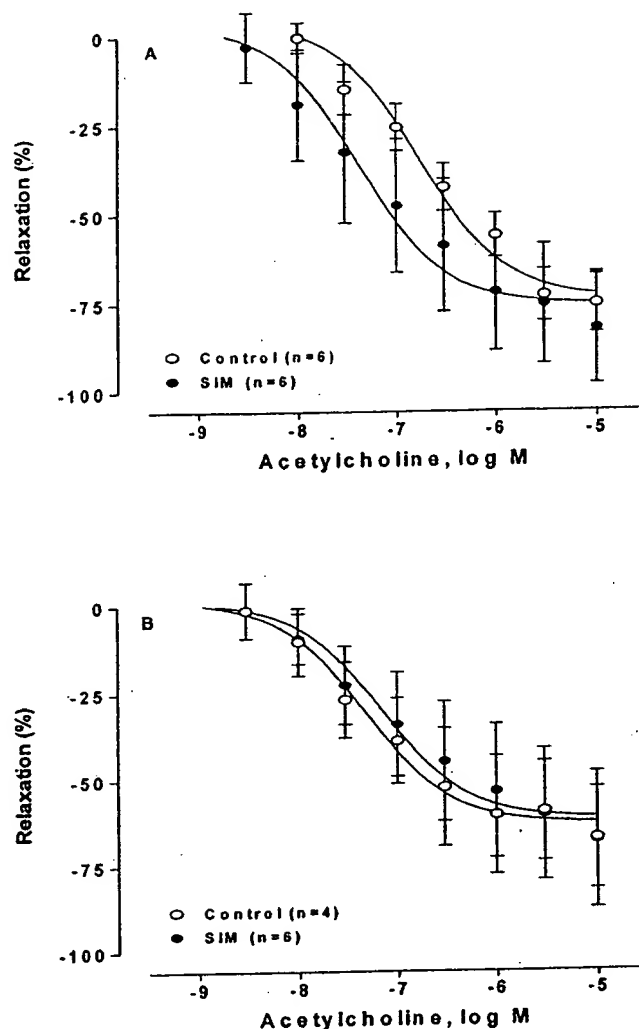 A
0
-25
-50
-75
-100
Relaxation (%)
Control (n=6)
SIM (n=6)
-9 -8 -7 -6 -5
Acetylcholine, log M
B
0
-25
-50
-75
-100
Relaxation (%)
Control (n=4)
SIM (n=6)
-9 -8 -7 -6 -5
Acetylcholine, log M